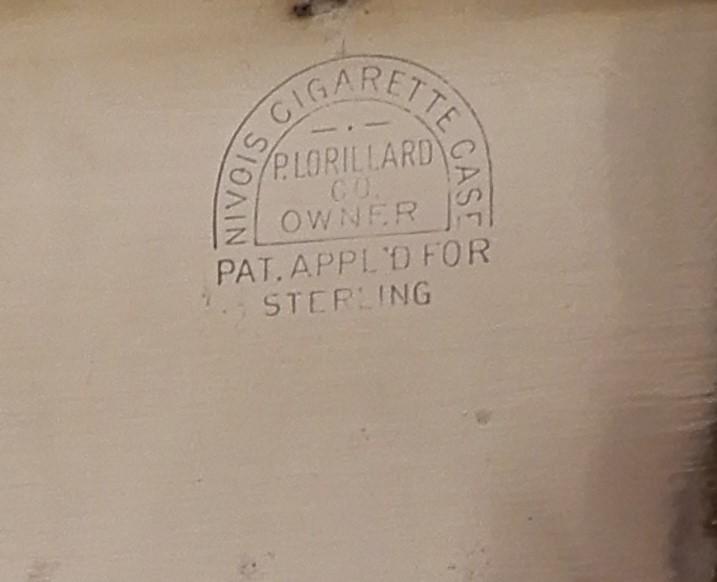 NIVOIS CIGARETTE CASE
P. LORILLARD
CO.
OWNER
PAT. APPL'D FOR
STERLING